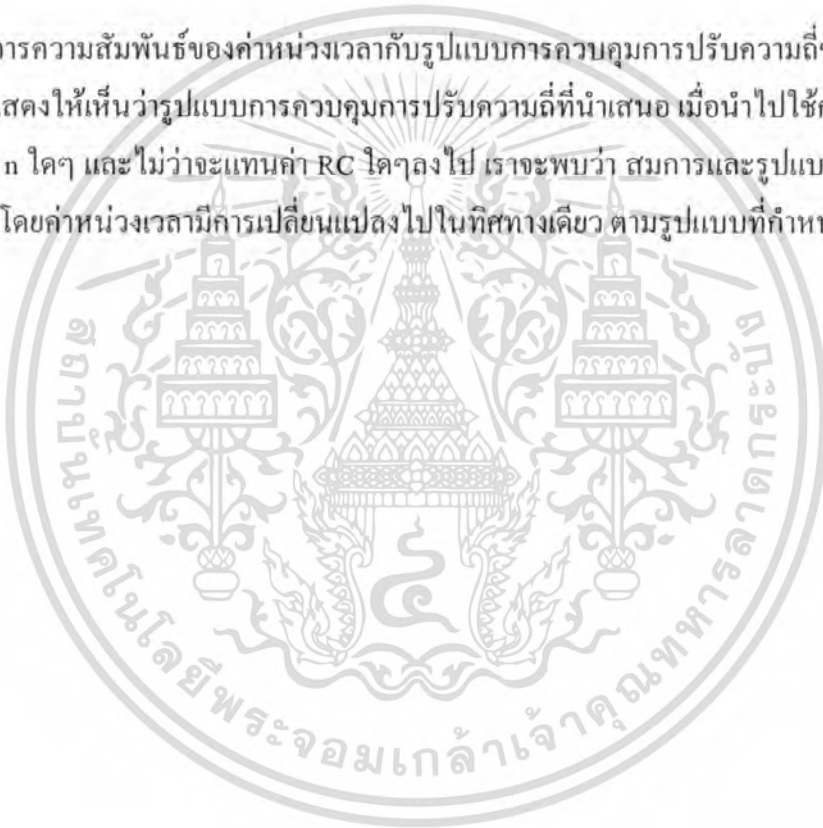 การความสัมพันธ์ของค่าหน่วงเวลากับรูปแบบการควบคุมการปรับความถี่
สดงให้เห็นว่ารูปแบบการควบคุมการปรับความถี่ที่นำเสนอ เมื่อนำไปใช้
n ใดๆ และไม่ว่าจะแทนค่า RC ใดๆลงไป เราจะพบว่า สมการและรูปแบ
โดยค่าหน่วงเวลามีการเปลี่ยนแปลงไปในทิศทางเดียว ตามรูปแบบที่กำห
สถาบันเทคโนโลยีพระจอมเกล้าเจ้าคุณทหารลาดกระบัง